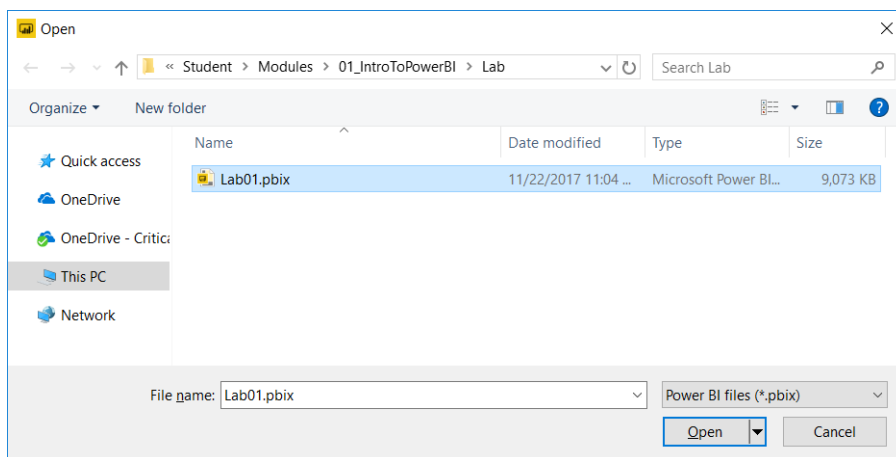 Open
« Student > Modules > 01_IntroToPowerBI > Lab
Search Lab
Organize
New folder
Name
Date modified
Type
Size
Quick access
Lab01.pbix
11/22/2017 11:04 ...
Microsoft Power BI...
9,073 KB
OneDrive
OneDrive - Critica
This PC
Network
File name:
Lab01.pbix
Power BI files (*.pbix)
Open
Cancel